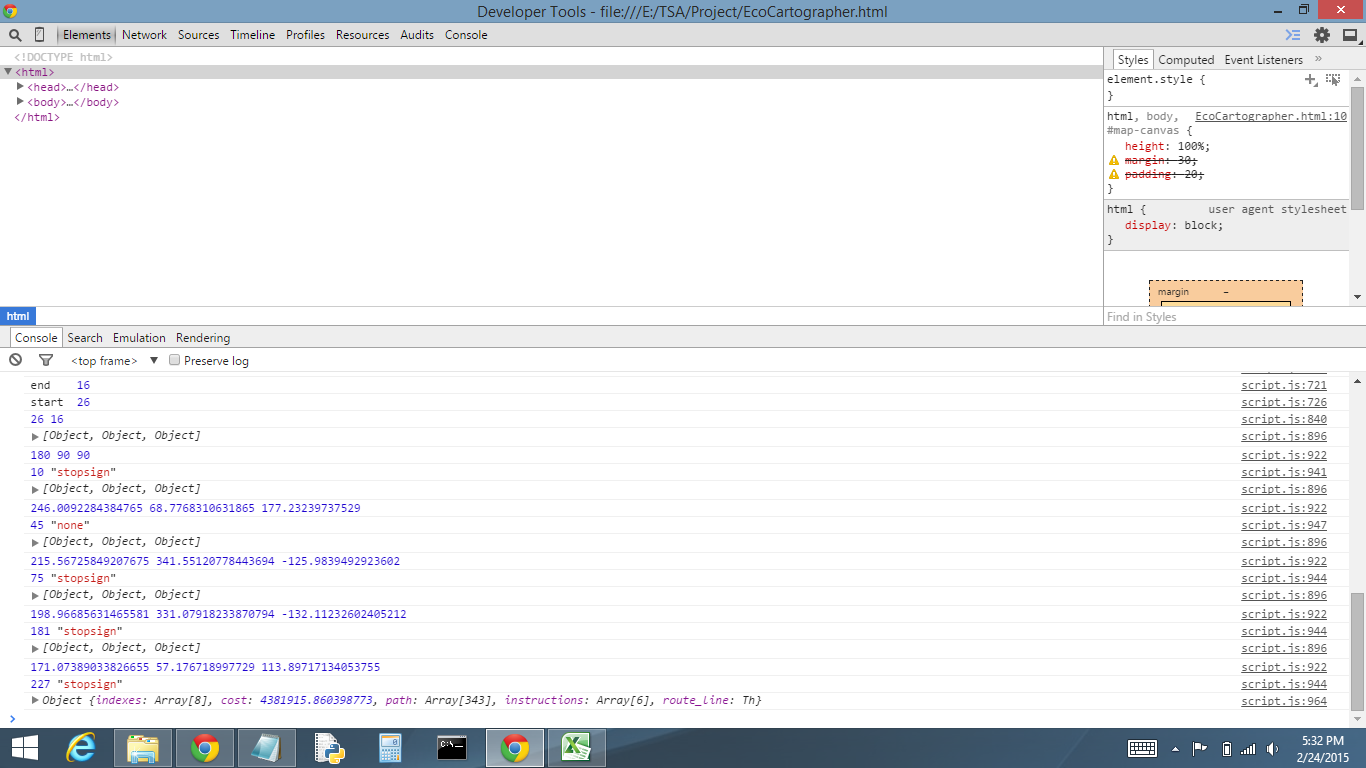 Developer Tools - file:///E:/TSA/Project/EcoCartographer.html
Elements Network Sources Timeline Profiles Resources Audits Console
<!DOCTYPE html>
<html>
<head>…</head>
<body>…</body>
</html>
html
Styles Computed Event Listeners »
element.style {
}
html, body, EcoCartographer.html:10
#map-canvas {
height: 100%;
margin: 30;
padding: 20;
}
html { user agent stylesheet
display: block;
}
margin –
Find in Styles
Console Search Emulation Rendering
<top frame> Preserve log
end 16 script.js:721
start 26 script.js:726
26 16 script.js:840
[Object, Object, Object] script.js:896
180 90 90 script.js:922
10 "stopsign" script.js:941
[Object, Object, Object] script.js:896
246.0092284384765 68.7768310631865 177.23239737529 script.js:922
45 "none" script.js:947
[Object, Object, Object] script.js:896
215.56725849207675 341.55120778443694 -125.9839492923602 script.js:922
75 "stopsign" script.js:944
[Object, Object, Object] script.js:896
198.96685631465581 331.07918233870794 -132.11232602405212 script.js:922
181 "stopsign" script.js:944
[Object, Object, Object] script.js:896
171.07389033826655 57.176718997729 113.89717134053755 script.js:922
227 "stopsign" script.js:944
Object {indexes: Array[8], cost: 4381915.860398773, path: Array[343], instructions: Array[6], route_line: Th} script.js:964
>
C:\_
5:32 PM
2/24/2015